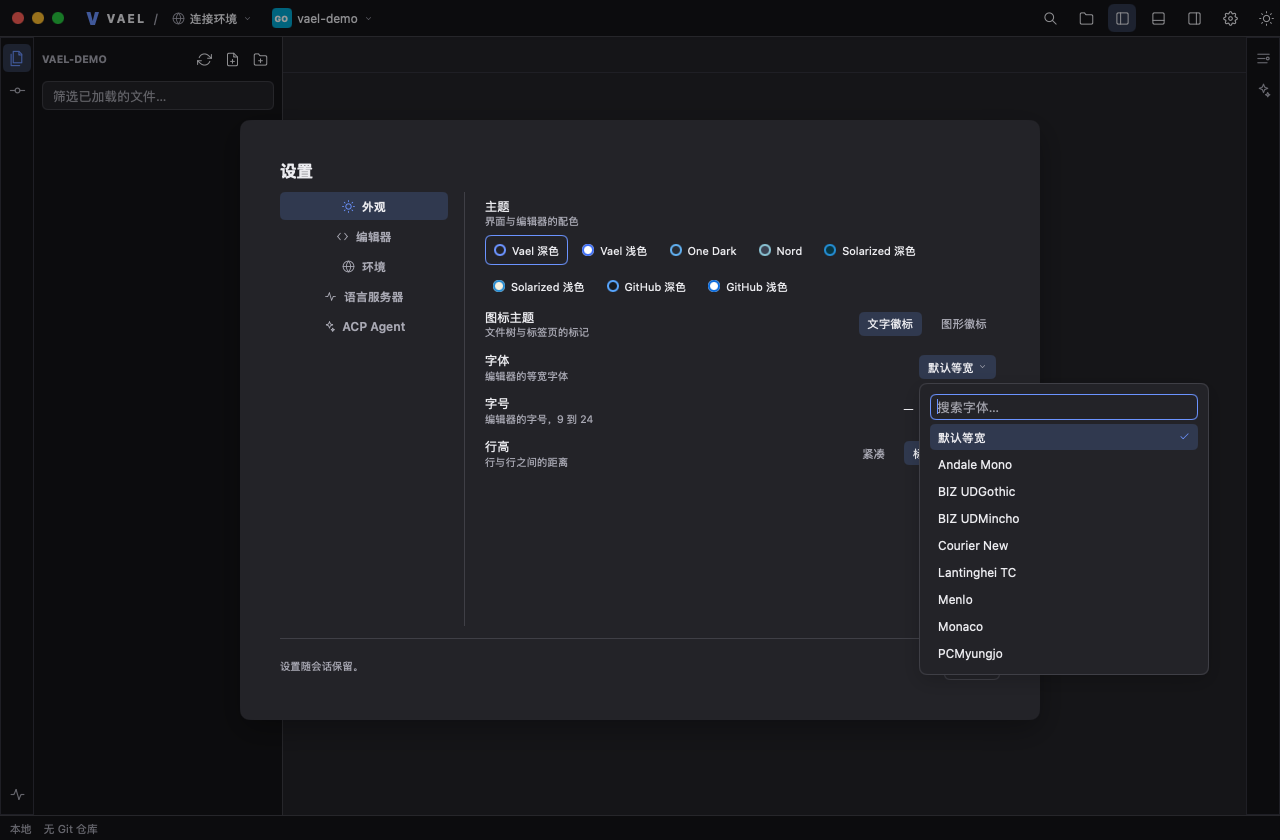 VAEL / 连接环境 GO vael-demo
VAEL-DEMO
筛选已加载的文件...
设置
外观
编辑器
环境
语言服务器
ACP Agent
主题
界面与编辑器的配色
Vael 深色 Vael 浅色 One Dark Nord Solarized 深色
Solarized 浅色 GitHub 深色 GitHub 浅色
图标主题
文件树与标签页的标记
文字徽标 图形徽标
字体
编辑器的等宽字体
默认等宽
字号
编辑器的字号，9 到 24
行高
行与行之间的距离
紧凑
搜索字体...
默认等宽
Andale Mono
BIZ UDGothic
BIZ UDMincho
Courier New
Lantinghei TC
Menlo
Monaco
PCMyungjo
设置随会话保留。
本地 无 Git 仓库